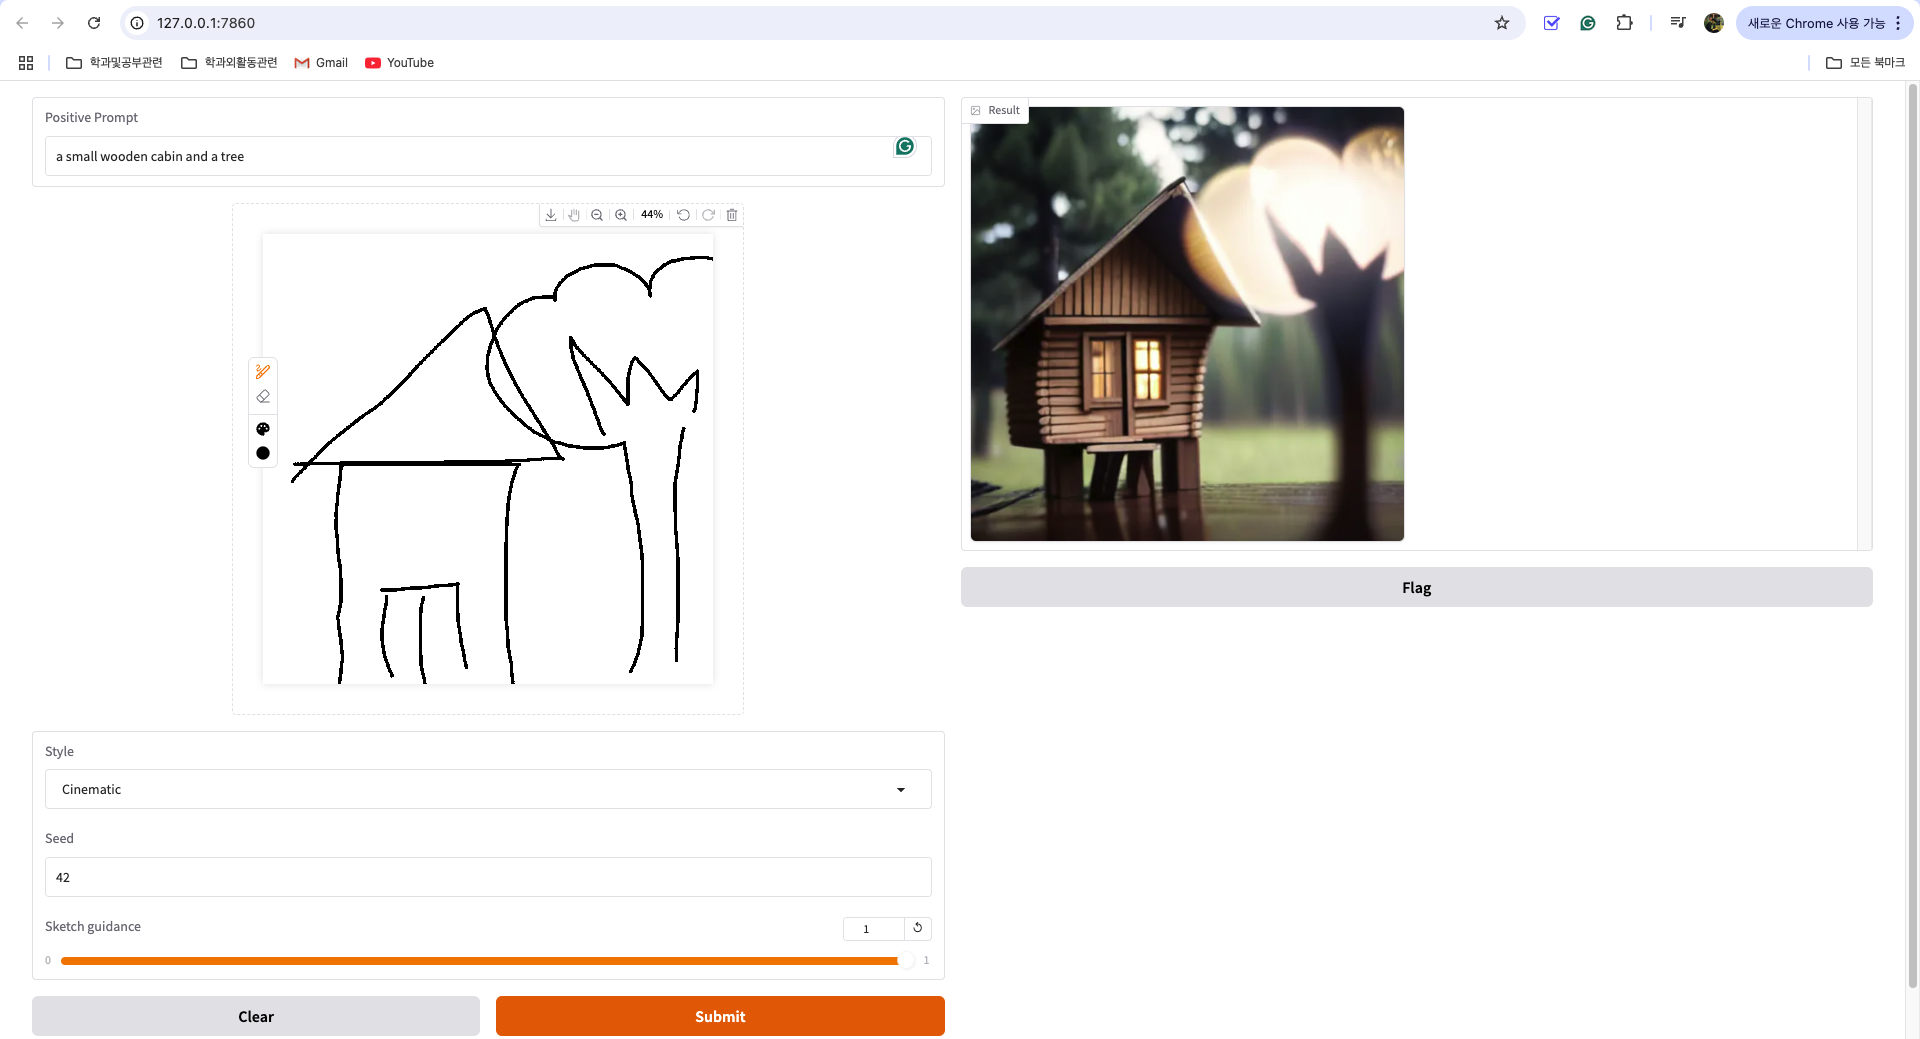 127.0.0.1:7860
새로운 Chrome 사용 가능
학과및공부관련
학과외활동관련
Gmail
YouTube
모든 북마크
Positive Prompt
a small wooden cabin and a tree
44%
Style
Cinematic
Seed
42
Sketch guidance
1
0
1
Clear
Submit
Result
Flag